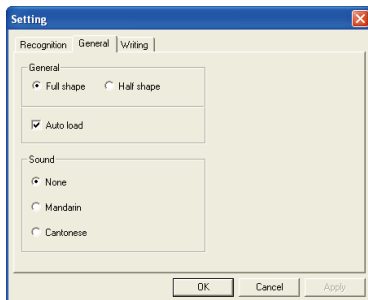 Setting
Recognition General Writing
General
Full shape Half shape
Auto load
Sound
None
Mandarin
Cantonese
OK Cancel Apply